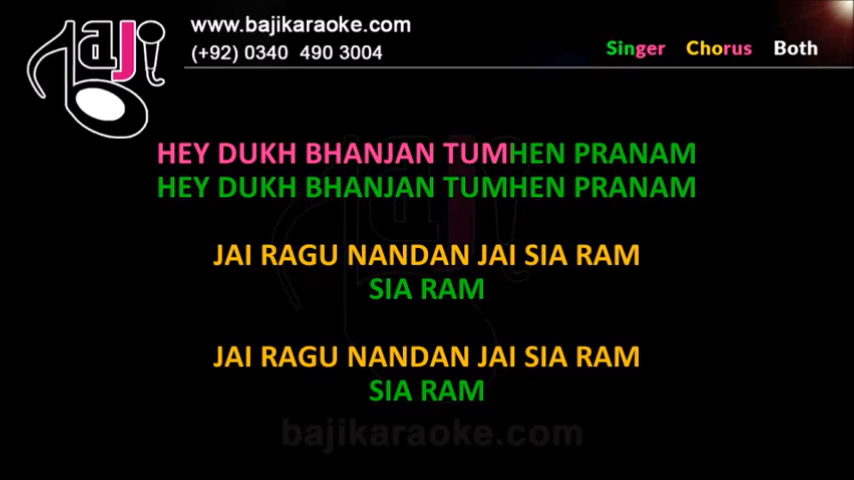 www.bajikaraoke.com
(+92) 0340 490 3004
Singer Chorus Both
baji
HEY DUKH BHANJAN TUMHEN PRANAM
HEY DUKH BHANJAN TUMHEN PRANAM
JAI RAGU NANDAN JAI SIA RAM
SIA RAM
JAI RAGU NANDAN JAI SIA RAM
SIA RAM
bajikaraoke.com